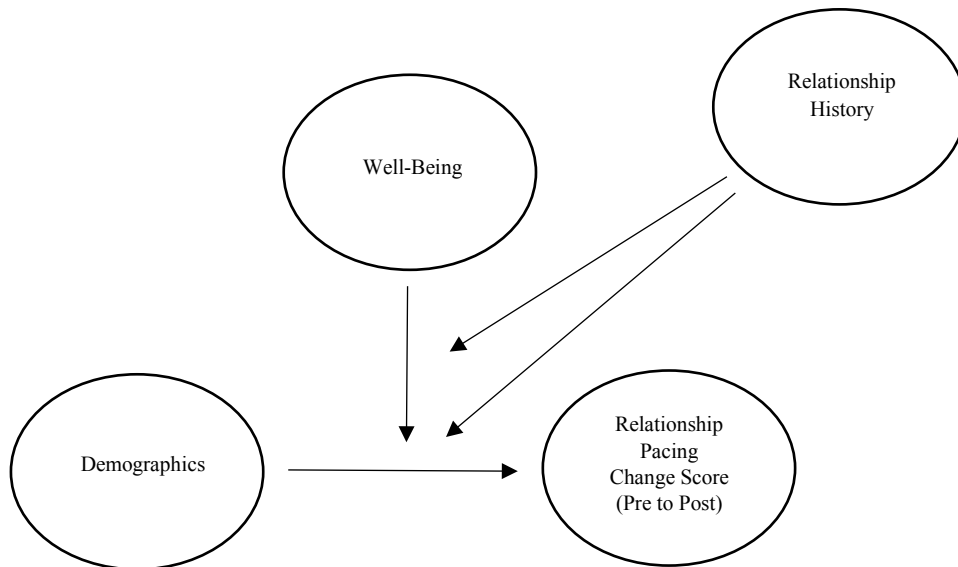 Relationship
History
Well-Being
Demographics
Relationship
Pacing
Change Score
(Pre to Post)